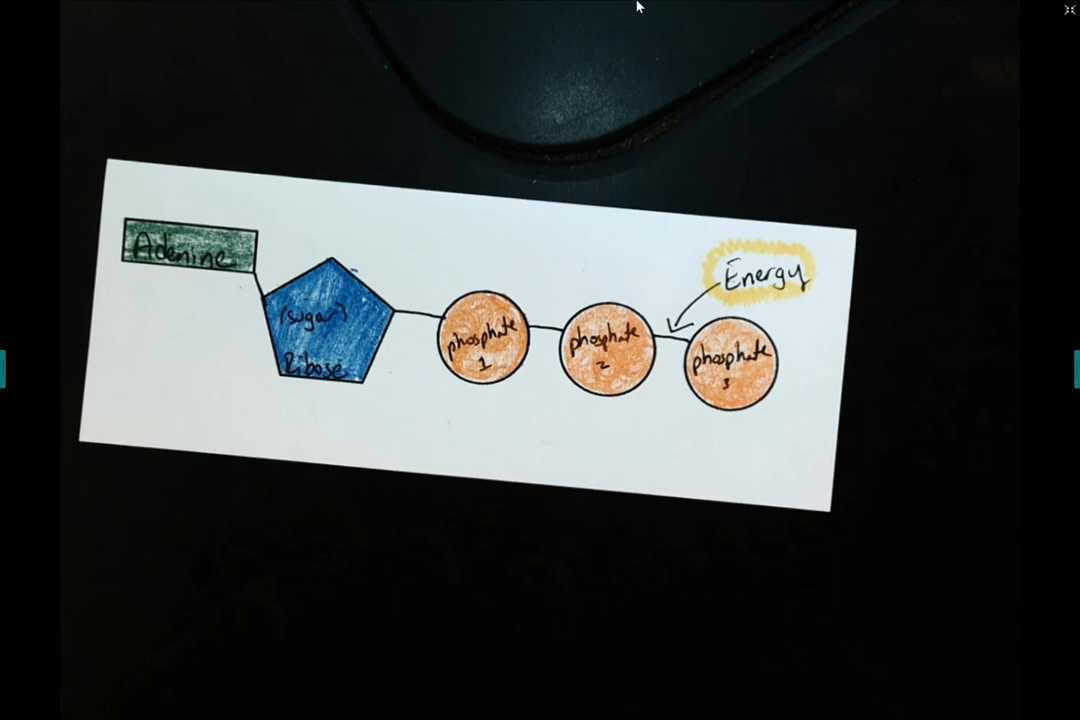 Adenine
(sugar)
Ribose
phosphate
1
phosphate
2
phosphate
3
Energy